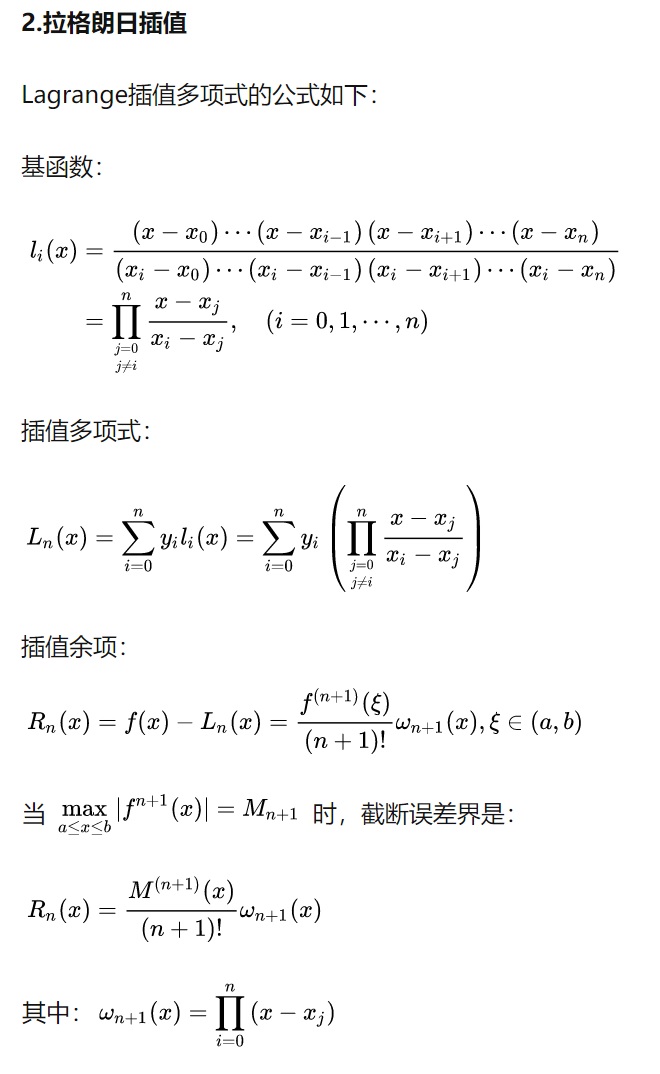 2.拉格朗日插值
Lagrange插值多项式的公式如下：
基函数：
l_i(x) = \frac{(x - x_0) \cdots (x - x_{i-1}) (x - x_{i+1}) \cdots (x - x_n)}{(x_i - x_0) \cdots (x_i - x_{i-1}) (x_i - x_{i+1}) \cdots (x_i - x_n)}
= \prod_{\substack{j=0 \\ j \neq i}}^{n} \frac{x - x_j}{x_i - x_j}, \quad (i = 0, 1, \cdots, n)
插值多项式：
L_n(x) = \sum_{i=0}^{n} y_i l_i(x) = \sum_{i=0}^{n} y_i \left( \prod_{\substack{j=0 \\ j \neq i}}^{n} \frac{x - x_j}{x_i - x_j} \right)
插值余项：
R_n(x) = f(x) - L_n(x) = \frac{f^{(n+1)}(\xi)}{(n+1)!} \omega_{n+1}(x), \xi \in (a, b)
当 \max_{a \leq x \leq b} |f^{n+1}(x)| = M_{n+1} 时，截断误差界是：
R_n(x) = \frac{M^{(n+1)}(x)}{(n+1)!} \omega_{n+1}(x)
其中：\omega_{n+1}(x) = \prod_{i=0}^{n} (x - x_j)